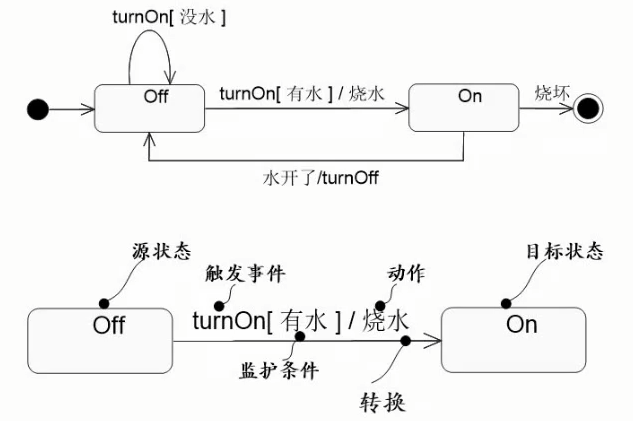 turnOn[ 没水 ]
Off
turnOn[ 有水 ] / 烧水
On
烧坏
水开了/turnOff
源状态
触发事件
动作
目标状态
Off
turnOn[ 有水 ] / 烧水
On
监护条件
转换